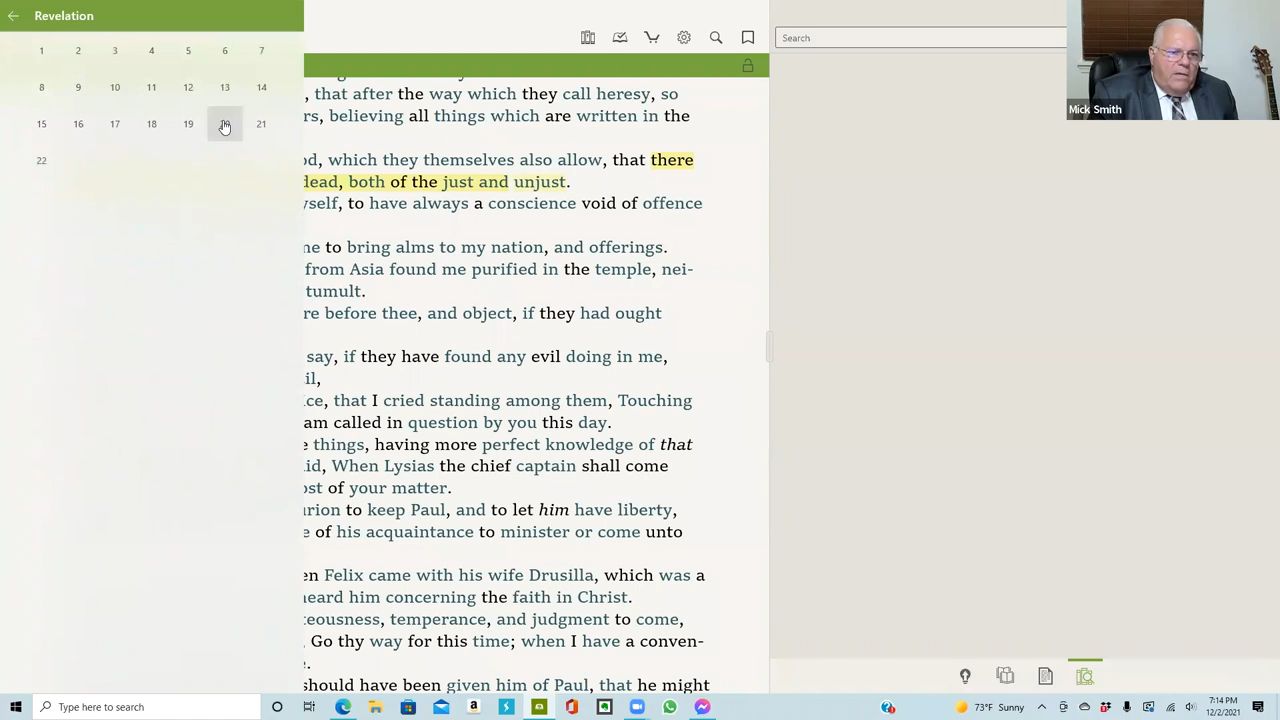 Revelation
1 2 3 4 5 6 7
8 9 10 11 12 13 14
15 16 17 18 19 21
22
, that after the way which they call heresy, so
rs, believing all things which are written in the
od, which they themselves also allow, that there
dead, both of the just and unjust.
yself, to have always a conscience void of offence
me to bring alms to my nation, and offerings.
from Asia found me purified in the temple, nei-
tumult.
re before thee, and object, if they had ought
say, if they have found any evil doing in me,
il,
ice, that I cried standing among them, Touching
am called in question by you this day.
e things, having more perfect knowledge of that
id, When Lysias the chief captain shall come
ost of your matter.
urion to keep Paul, and to let him have liberty,
e of his acquaintance to minister or come unto
en Felix came with his wife Drusilla, which was a
heard him concerning the faith in Christ.
teousness, temperance, and judgment to come,
. Go thy way for this time; when I have a conven-
e.
should have been given him of Paul, that he might
Search
Mick Smith
Type here to search
73°F Sunny
7:14 PM
12/2/2021